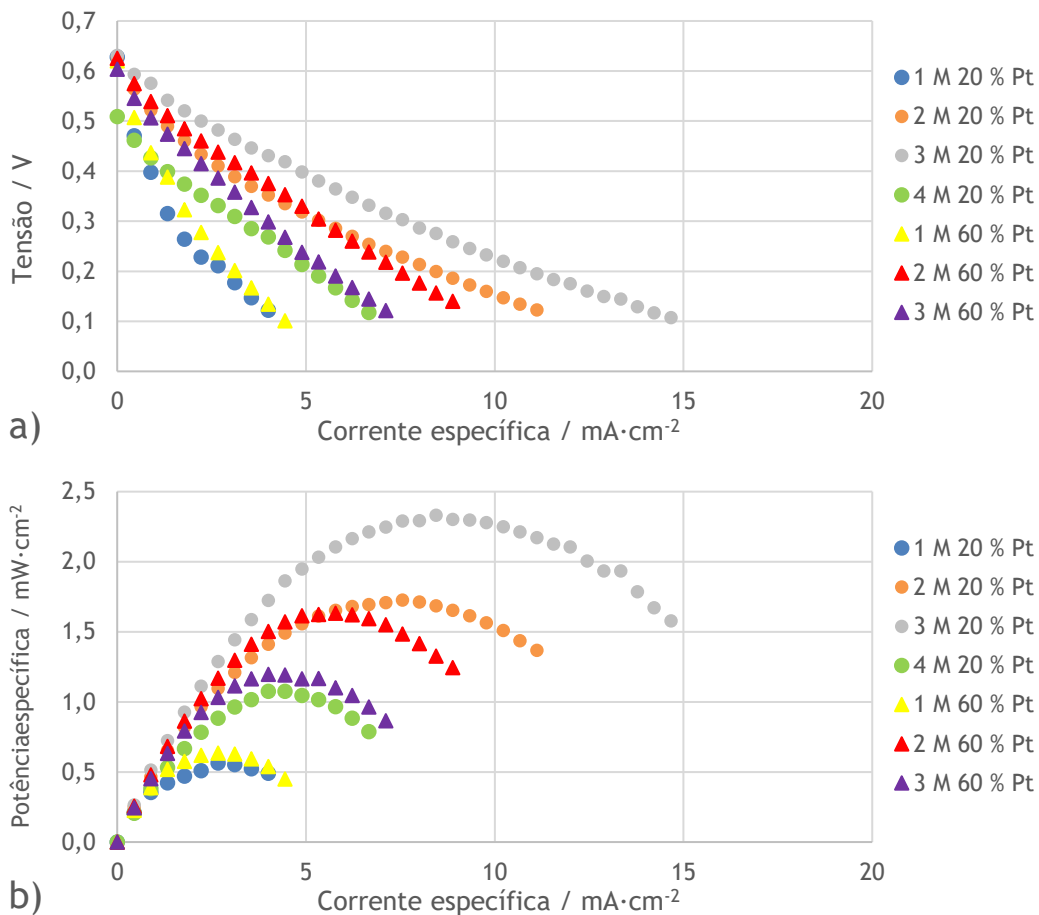 0,7
0,6
0,5
0,4
0,3
0,2
0,1
0,0
Tensão / V
0 5 10 15 20
Corrente específica / mA·cm-2
a)
1 M 20 % Pt
2 M 20 % Pt
3 M 20 % Pt
4 M 20 % Pt
1 M 60 % Pt
2 M 60 % Pt
3 M 60 % Pt
2,5
2,0
1,5
1,0
0,5
0,0
Potênciaespecífica / mW·cm-2
0 5 10 15 20
Corrente específica / mA·cm-2
b)
1 M 20 % Pt
2 M 20 % Pt
3 M 20 % Pt
4 M 20 % Pt
1 M 60 % Pt
2 M 60 % Pt
3 M 60 % Pt